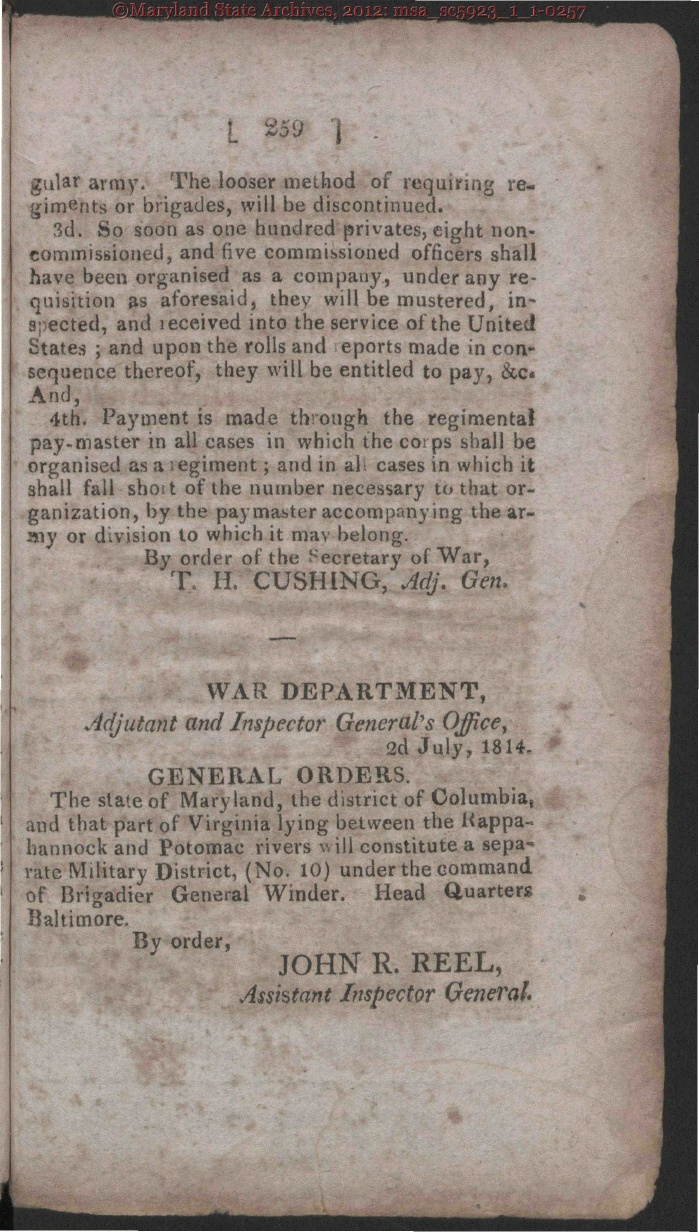 ©Maryland State Archives, 2012: msa_sc5923_1_1-0257
[ 259 ]
gular army. The looser method of requiring re-
giments or brigades, will be discontinued.
3d. So soon as one hundred privates, eight non-
commissioned, and five commissioned officers shall
have been organised as a company, under any re-
quisition as aforesaid, they will be mustered, in-
spected, and received into the service of the United
States ; and upon the rolls and reports made in con-
sequence thereof, they will be entitled to pay, &c.
And,
4th. Payment is made through the regimental
pay-master in all cases in which the corps shall be
organised as a regiment ; and in all cases in which it
shall fall short of the number necessary to that or-
ganization, by the paymaster accompanying the ar-
my or division to which it may belong.
By order of the Secretary of War,
T. H. CUSHING, Adj. Gen.
—
WAR DEPARTMENT,
Adjutant and Inspector General's Office,
2d July, 1814.
GENERAL ORDERS.
The state of Maryland, the district of Columbia,
and that part of Virginia lying between the Rappa-
hannock and Potomac rivers will constitute a sepa-
rate Military District, (No. 10) under the command
of Brigadier General Winder. Head Quarters
Baltimore.
By order,
JOHN R. REEL,
Assistant Inspector General.